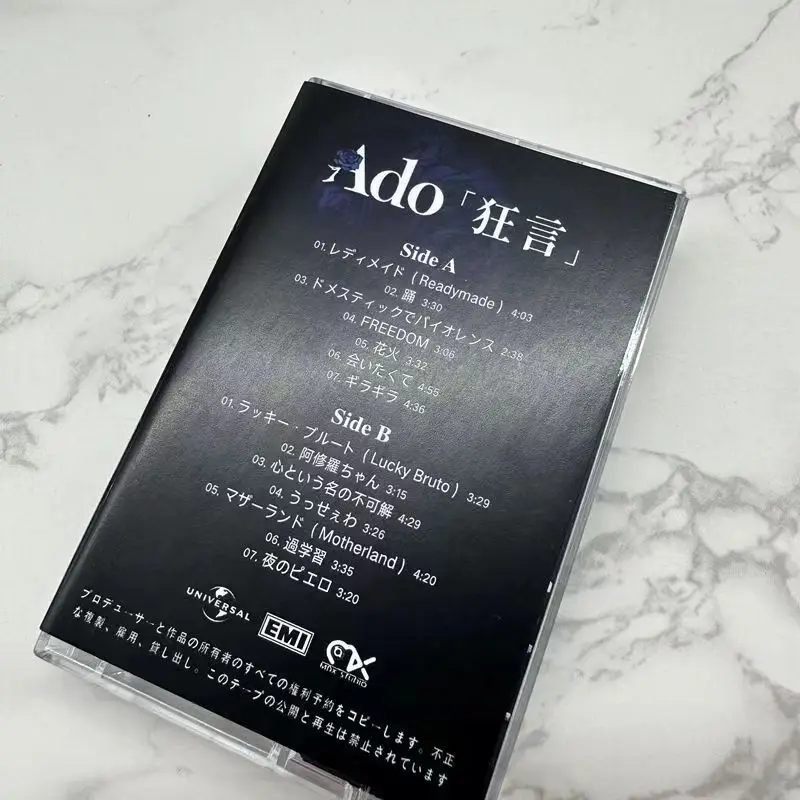 Ado「狂言」
Side A
01. レディメイド (Readymade) 4:03
02. 踊 3:30
03. ドメスティックでバイオレンス 2:38
04. FREEDOM 3:06
05. 花火 3:32
06. 会いたくて 4:55
07. ギラギラ 4:36
Side B
01. ラッキー・ブルート (Lucky Bruto) 3:29
02. 阿修羅ちゃん 3:15
03. 心という名の不可解 4:29
04. うっせぇわ 3:26
05. マザーランド (Motherland) 4:20
06. 過学習 3:35
07. 夜のピエロ 3:20
UNIVERSAL
EMI
MDX STUDIO
プロデューサーと作品の所有者のすべての権利予約をコピーします。不正
な複製、雇用、貸し出し。このテープの公開と再生は禁止されています